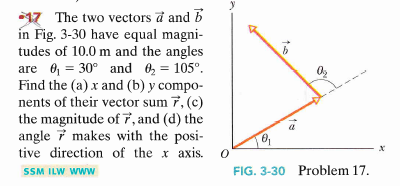 •17 The two vectors a⃗ and b⃗
in Fig. 3-30 have equal magni-
tudes of 10.0 m and the angles
are θ₁ = 30° and θ₂ = 105°.
Find the (a) x and (b) y compo-
nents of their vector sum r⃗, (c)
the magnitude of r⃗, and (d) the
angle r⃗ makes with the posi-
tive direction of the x axis.
SSM ILW WWW
y
b⃗
θ₂
a⃗
θ₁
O
x
FIG. 3-30 Problem 17.